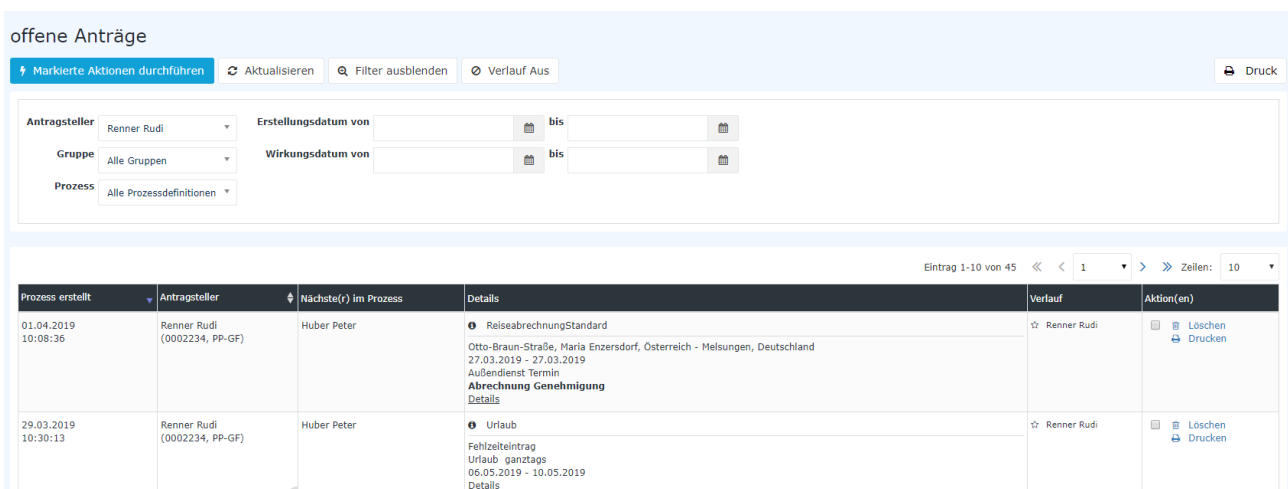 offene Anträge
Markierte Aktionen durchführen Aktualisieren Filter ausblenden Verlauf Aus Druck
Antragsteller Renner Rudi Erstellungsdatum von bis
Gruppe Alle Gruppen Wirkungsdatum von bis
Prozess Alle Prozessdefinitionen
Eintrag 1-10 von 45 1 Zeilen: 10
Prozess erstellt Antragsteller Nächste(r) im Prozess Details Verlauf Aktion(en)
01.04.2019 Renner Rudi Huber Peter ReiseabrechnungStandard Renner Rudi Löschen
10:08:36 (0002234, PP-GF) Drucken
Otto-Braun-Straße, Maria Enzersdorf, Österreich - Melsungen, Deutschland
27.03.2019 - 27.03.2019
Außendienst Termin
Abrechnung Genehmigung
Details
29.03.2019 Renner Rudi Huber Peter Urlaub Renner Rudi Löschen
10:30:13 (0002234, PP-GF) Drucken
Fehlzeiteintrag
Urlaub ganztags
06.05.2019 - 10.05.2019
Details